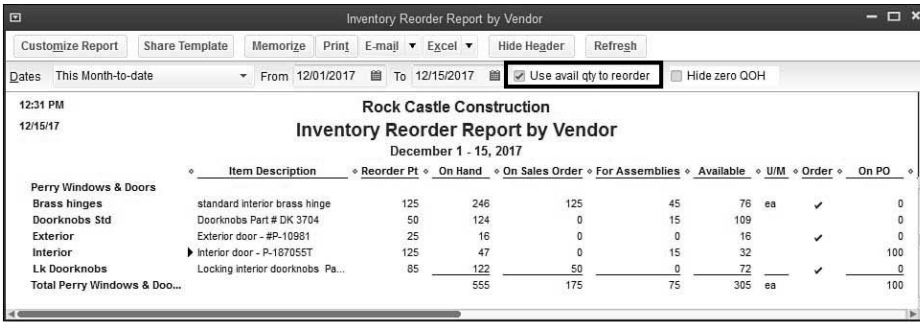 Inventory Reorder Report by Vendor
Customize Report Share Template Memorize Print E-mail Excel Hide Header Refresh
Dates This Month-to-date From 12/01/2017 To 12/15/2017 Use avail qty to reorder Hide zero QOH
12:31 PM Rock Castle Construction
12/15/17 Inventory Reorder Report by Vendor
December 1 - 15, 2017
Item Description Reorder Pt On Hand On Sales Order For Assemblies Available U/M Order On PO
Perry Windows & Doors
Brass hinges standard interior brass hinge 125 246 125 45 76 ea ✔ 0
Doorknobs Std Doorknobs Part # DK 3704 50 124 0 15 109 0
Exterior Exterior door - #P-10981 25 16 0 0 16 ✔ 0
Interior Interior door - P-187055T 125 47 0 15 32 100
Lk Doorknobs Locking interior doorknobs Pa... 85 122 50 0 72 ✔ 0
Total Perry Windows & Doo... 555 175 75 305 ea 100